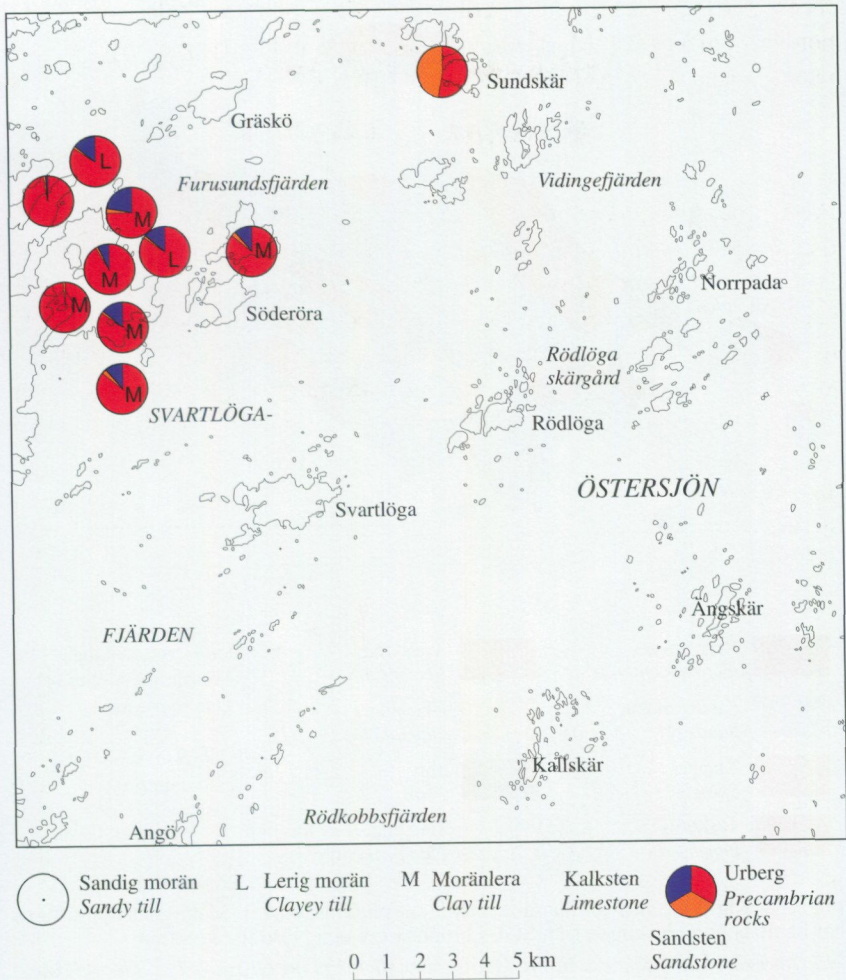 Sundskär
Gräskö
L
Furusundsfjärden
Vidingefjärden
M
L
M
M
Norrpada
M
Söderöra
M
Rödlöga
skärgård
M
SVARTLÖGA-
Rödlöga
ÖSTERSJÖN
Svartlöga
Ängskär
FJÄRDEN
Kallskär
Rödkobbsfjärden
Angö
Sandig morän
Sandy till
L Lerig morän
Clayey till
M Moränlera
Clay till
Kalksten
Limestone
Urberg
Precambrian
rocks
Sandsten
Sandstone
0 1 2 3 4 5 km